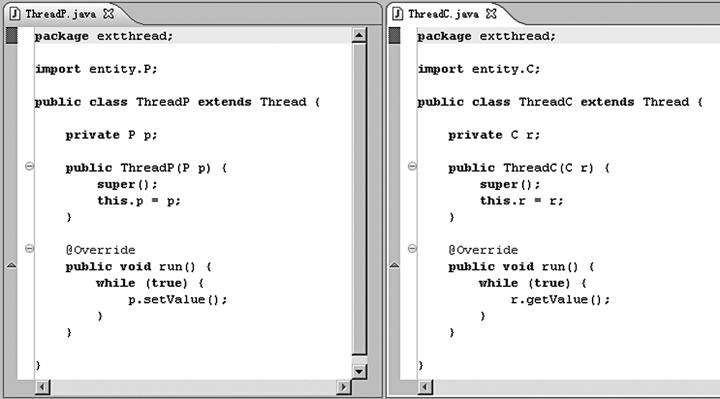 ThreadP.java
package extthread;
import entity.P;
public class ThreadP extends Thread {
private P p;
public ThreadP(P p) {
super();
this.p = p;
}
@Override
public void run() {
while (true) {
p.setValue();
}
}
}
ThreadC.java
package extthread;
import entity.C;
public class ThreadC extends Thread {
private C r;
public ThreadC(C r) {
super();
this.r = r;
}
@Override
public void run() {
while (true) {
r.getValue();
}
}
}